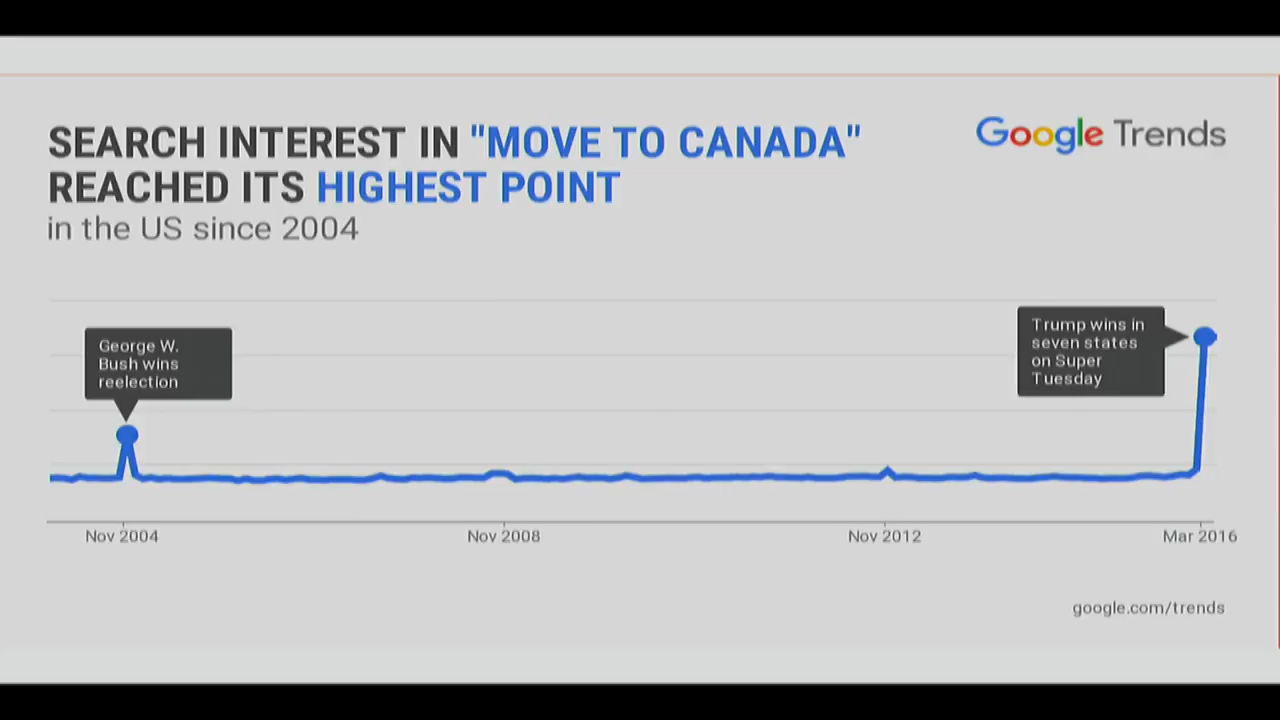 SEARCH INTEREST IN "MOVE TO CANADA"
REACHED ITS HIGHEST POINT
in the US since 2004
Google Trends
George W.
Bush wins
reelection
Trump wins in
seven states
on Super
Tuesday
Nov 2004
Nov 2008
Nov 2012
Mar 2016
google.com/trends